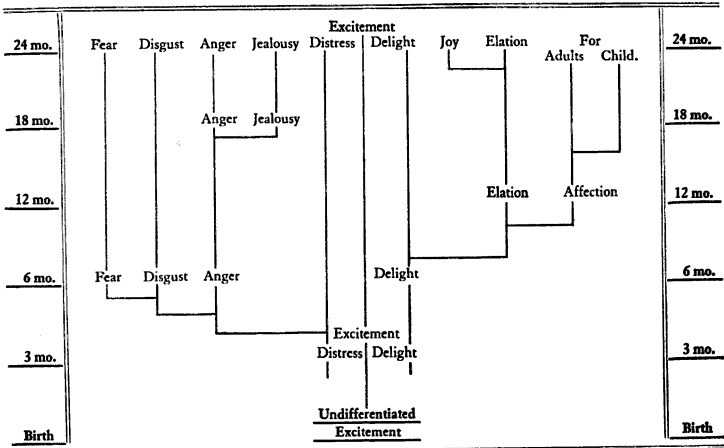 Excitement
24 mo. Fear Disgust Anger Jealousy Distress Delight Joy Elation For 24 mo.
Adults Child.
18 mo. Anger Jealousy 18 mo.
12 mo. Elation Affection 12 mo.
6 mo. Fear Disgust Anger Delight 6 mo.
Excitement
3 mo. Distress Delight 3 mo.
Undifferentiated
Birth Excitement Birth